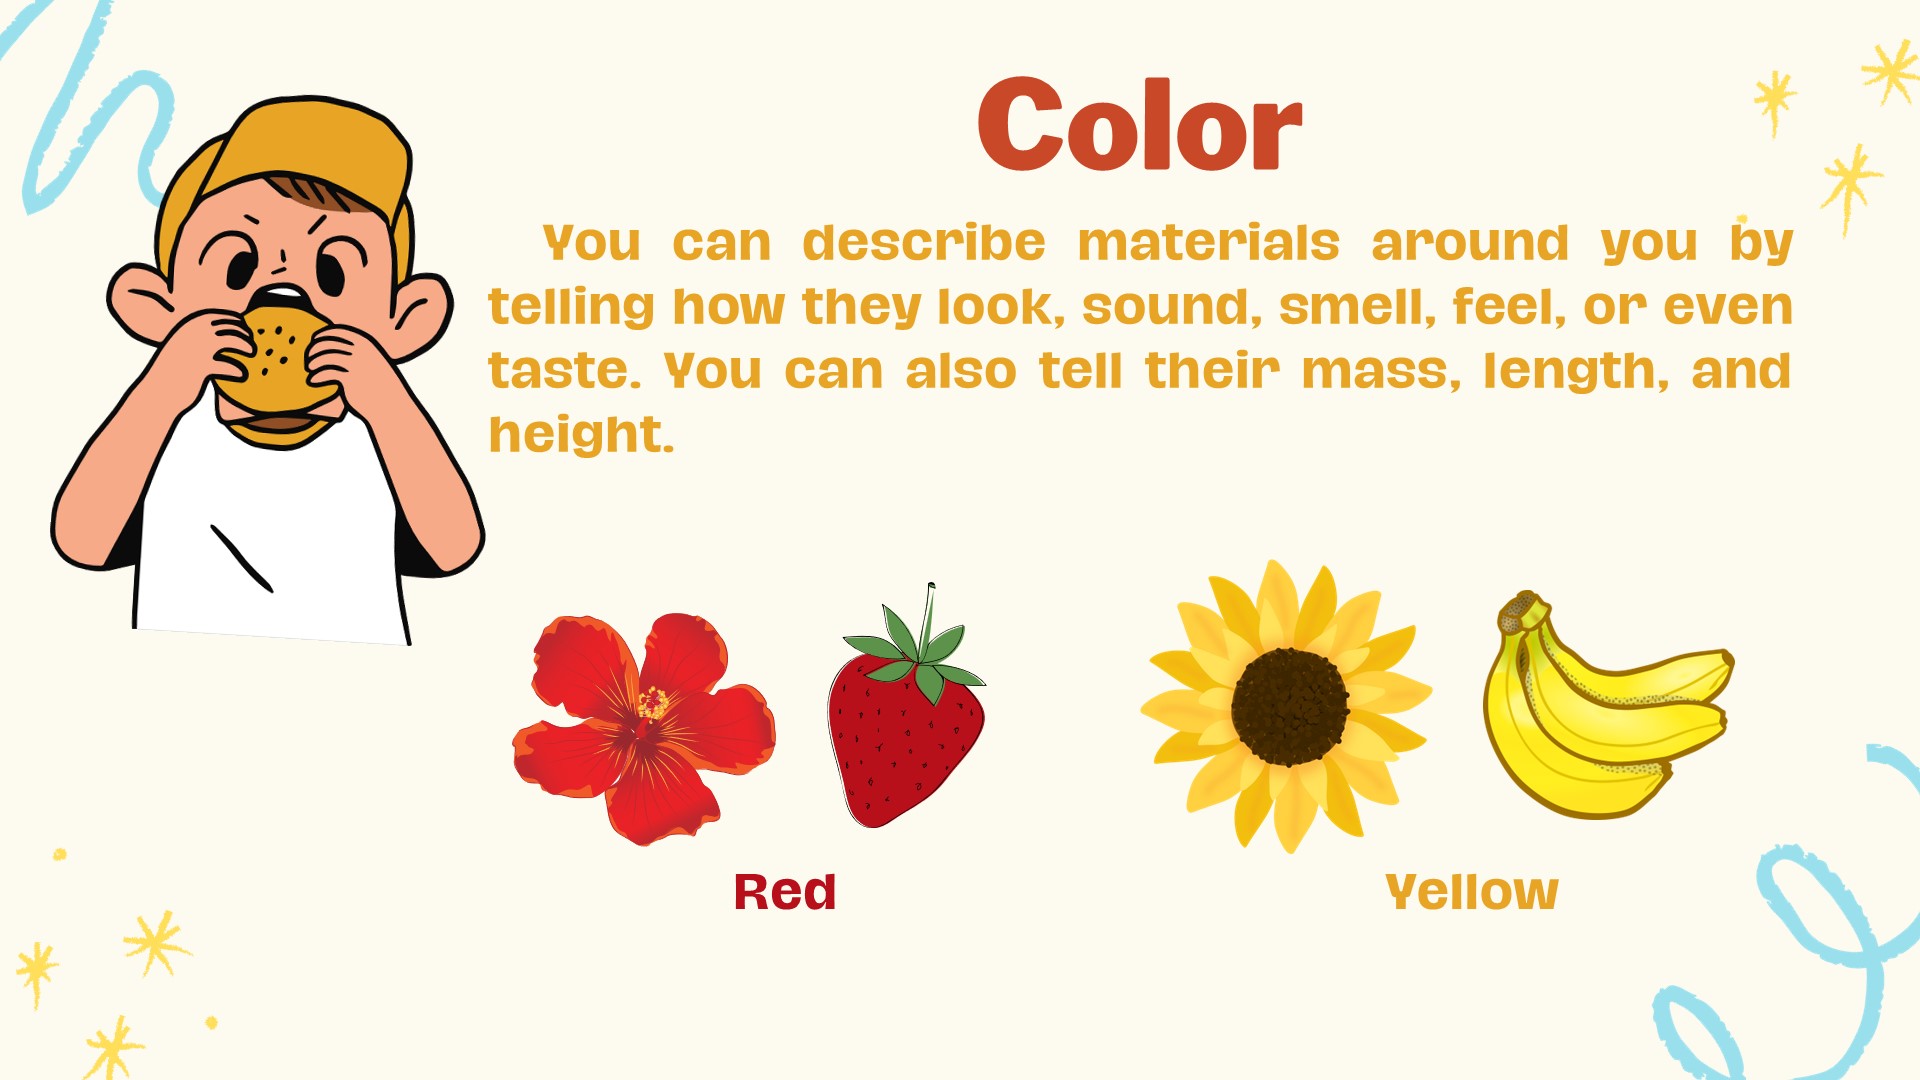 Color
You can describe materials around you by
telling how they look, sound, smell, feel, or even
taste. You can also tell their mass, length, and
height.
Red
Yellow